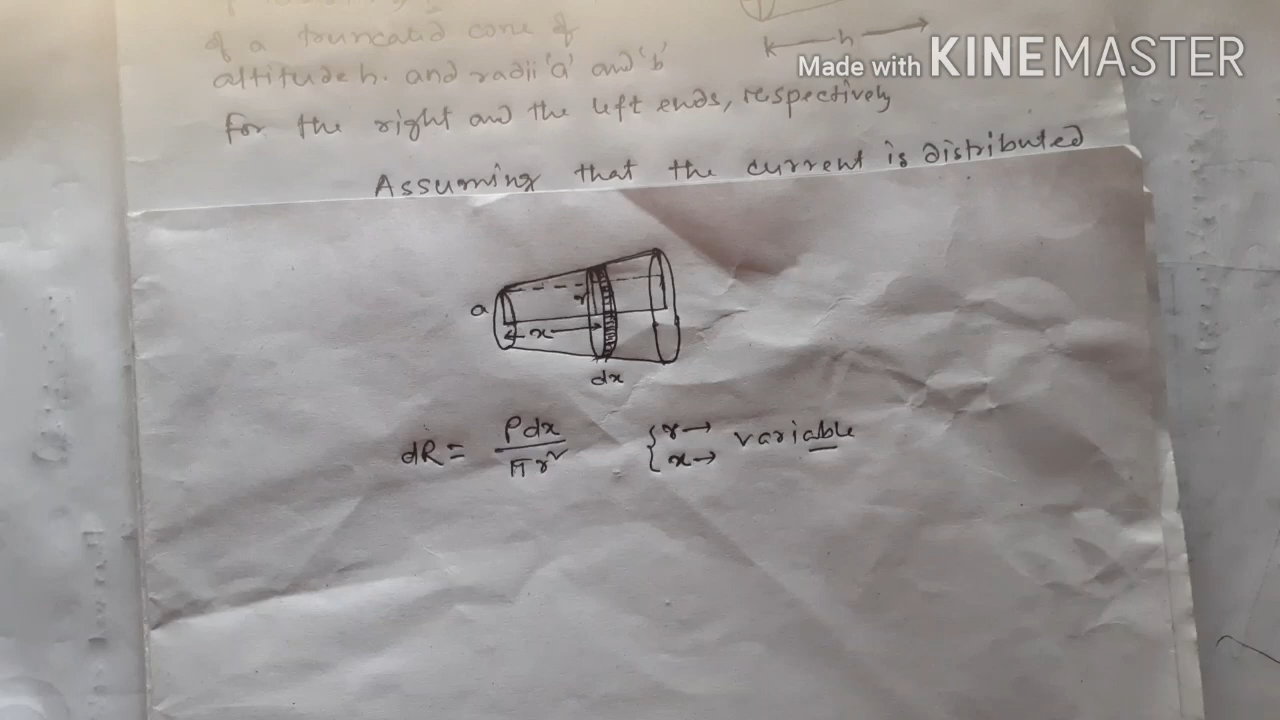 of a truncated cone of
altitude h. and radii 'a' and 'b'
for the right and the left ends, respectively
Assuming that the current is distributed
h
Made with KINEMASTER
a
r
x
dx
dR = ρdx / πr² { r→ variable
x→